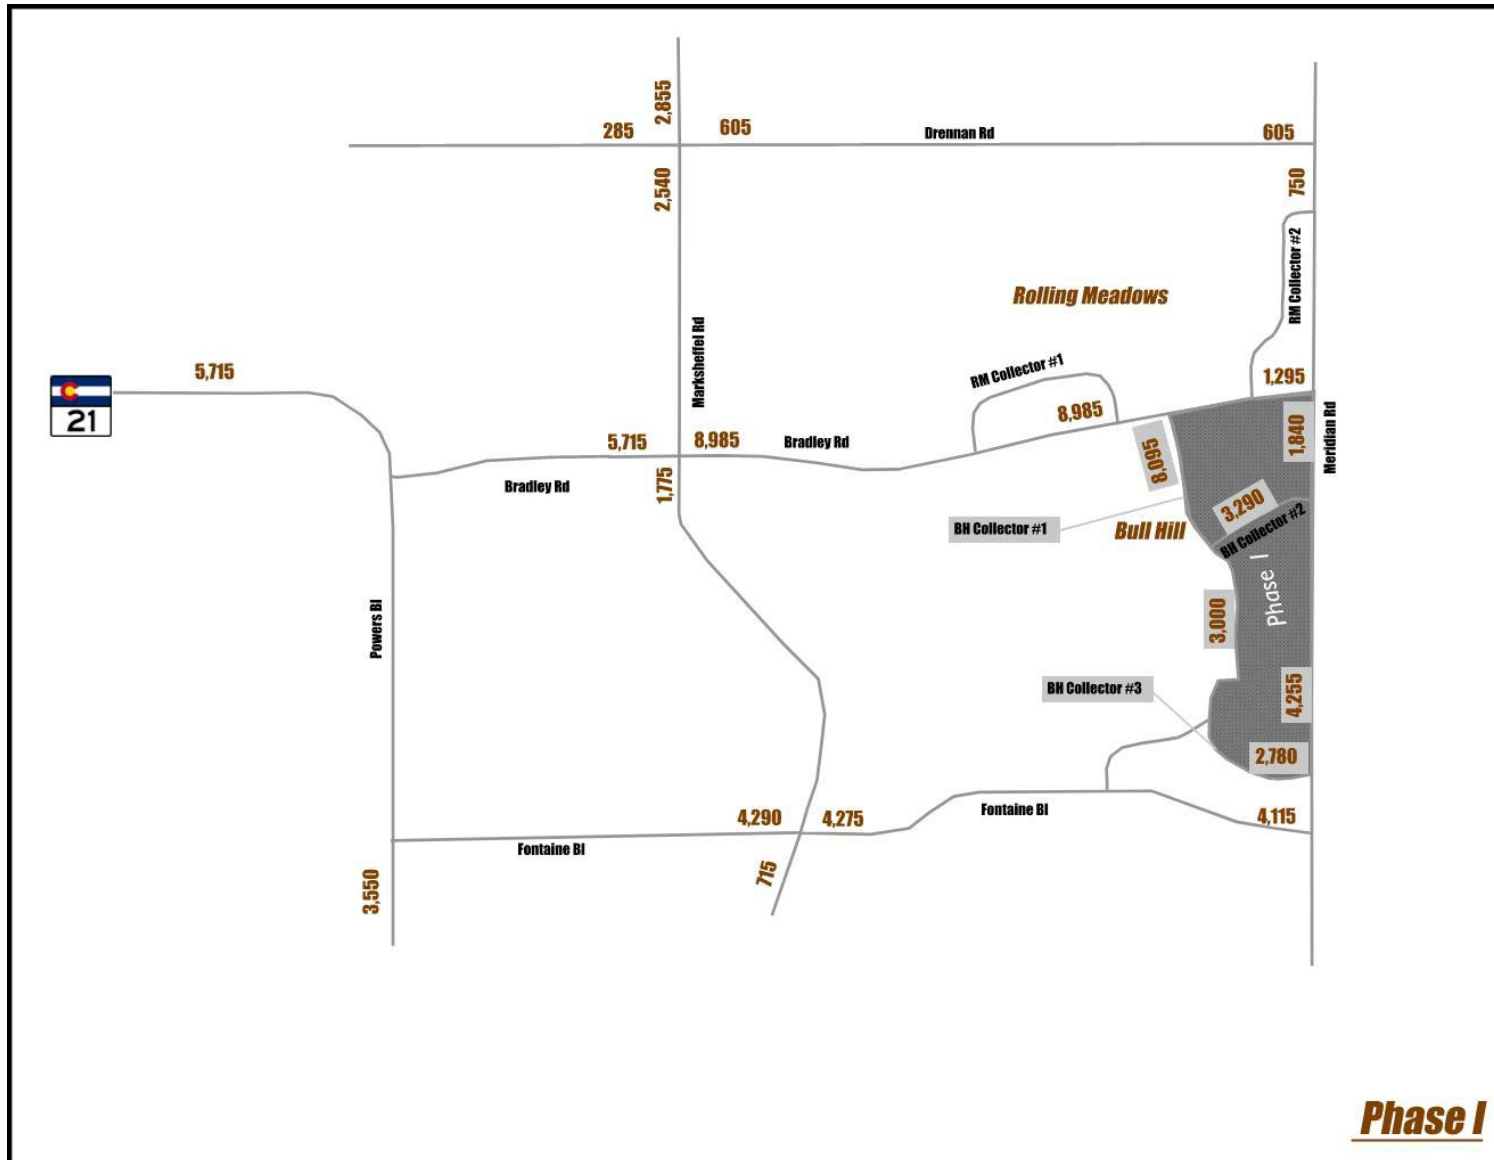 2,855
285
605
Drennan Rd
605
2,540
750
RM Collector #2
Rolling Meadows
Marksheffel Rd
5,715
21
RM Collector #1
1,295
8,985
5,715
8,985
Bradley Rd
8,095
1,840
Meridian Rd
Bradley Rd
1,775
3,290
BH Collector #1
Bull Hill
BH Collector #2
Phase I
Powers Bl
3,000
BH Collector #3
4,255
2,780
4,290
4,275
Fontaine Bl
4,115
Fontaine Bl
715
3,550
Phase I